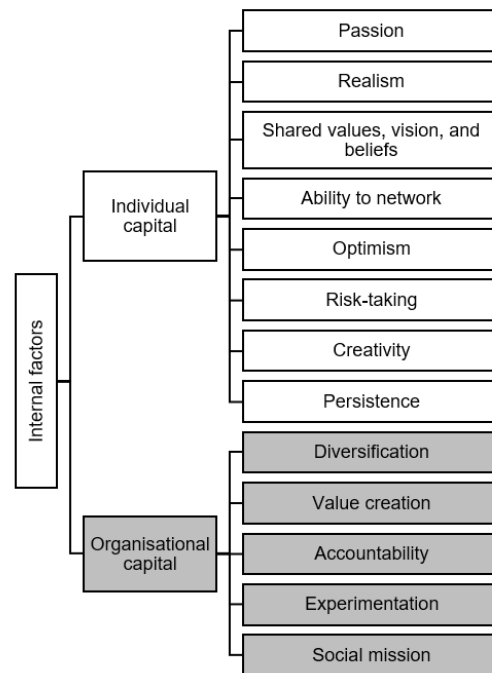 Internal factors
Individual
capital
Passion
Realism
Shared values, vision, and
beliefs
Ability to network
Optimism
Risk-taking
Creativity
Persistence
Organisational
capital
Diversification
Value creation
Accountability
Experimentation
Social mission